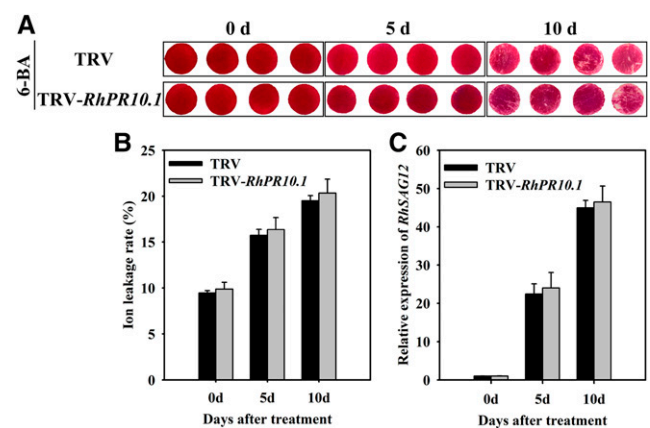 A
0 d 5 d 10 d
6-BA
TRV
TRV-RhPR10.1
B
Ion leakage rate (%)
25
20
15
10
5
0
TRV
TRV-RhPR10.1
0d 5d 10d
Days after treatment
C
Relative expression of RhSAG12
60
50
40
30
20
10
0
TRV
TRV-RhPR10.1
0d 5d 10d
Days after treatment